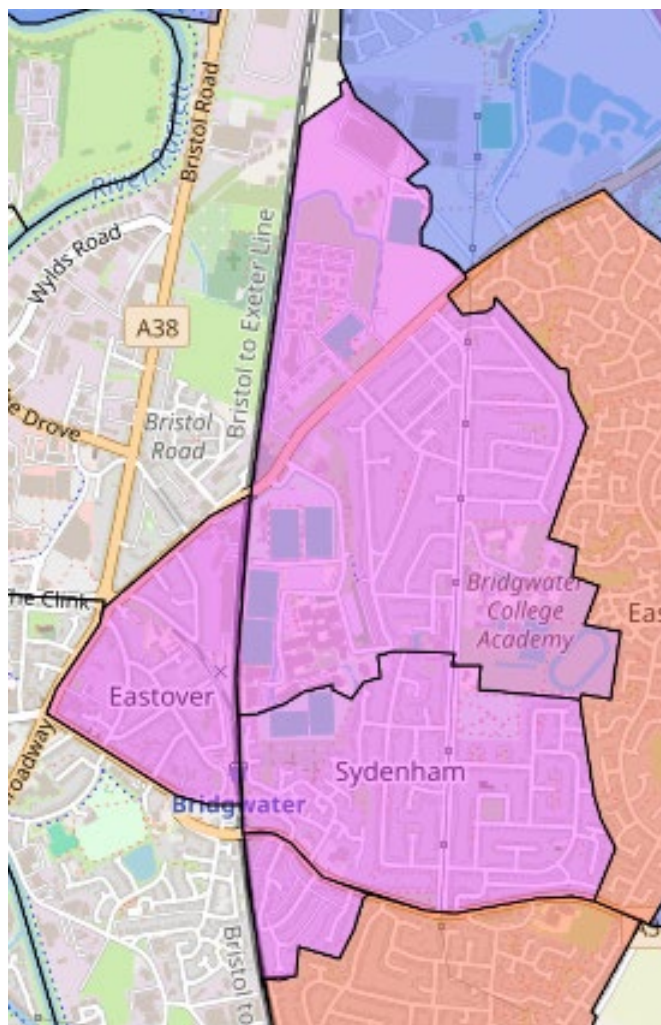 River Parrett
Bristol Road
Wylds Road
A38
Bristol to Exeter Line
Bristol
Road
e Drove
Bridgwater
College
Academy
he Clink
Eas
Eastover
Sydenham
roadway
Bridgwater
Bristol to